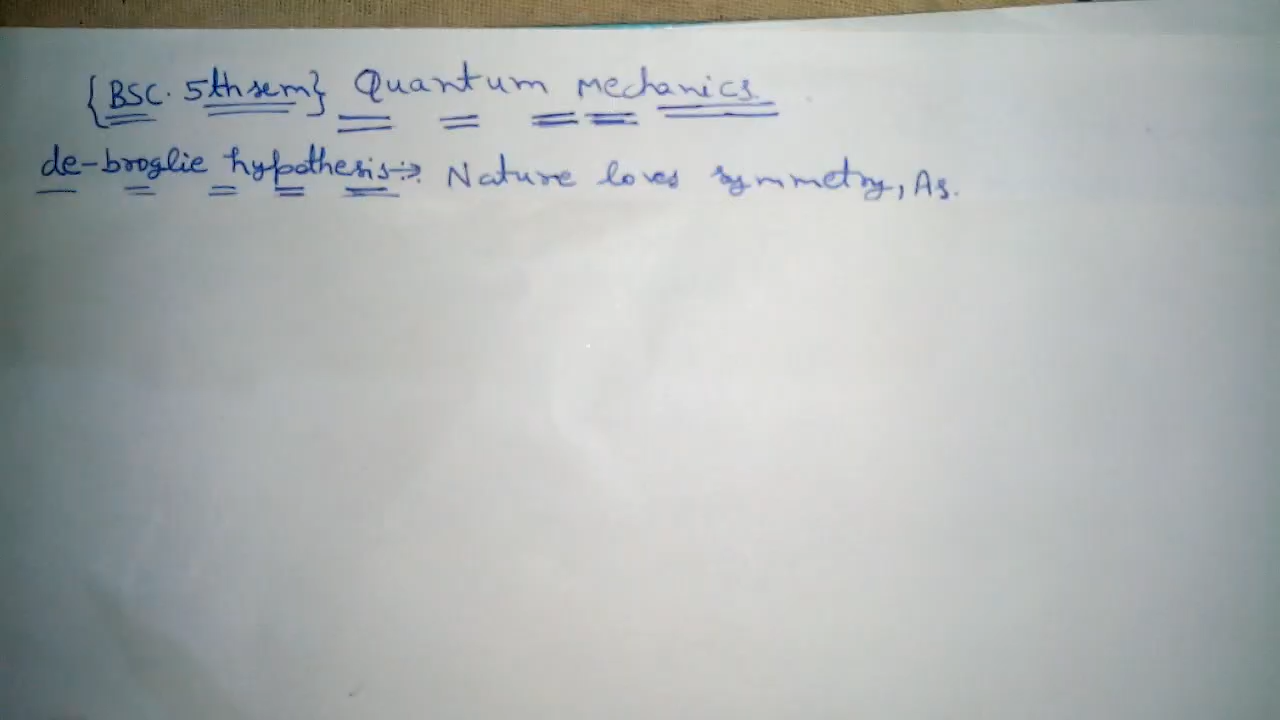 {BSC. 5th sem} Quantum Mechanics
de-broglie hypothesis:→ Nature loves symmetry, As.